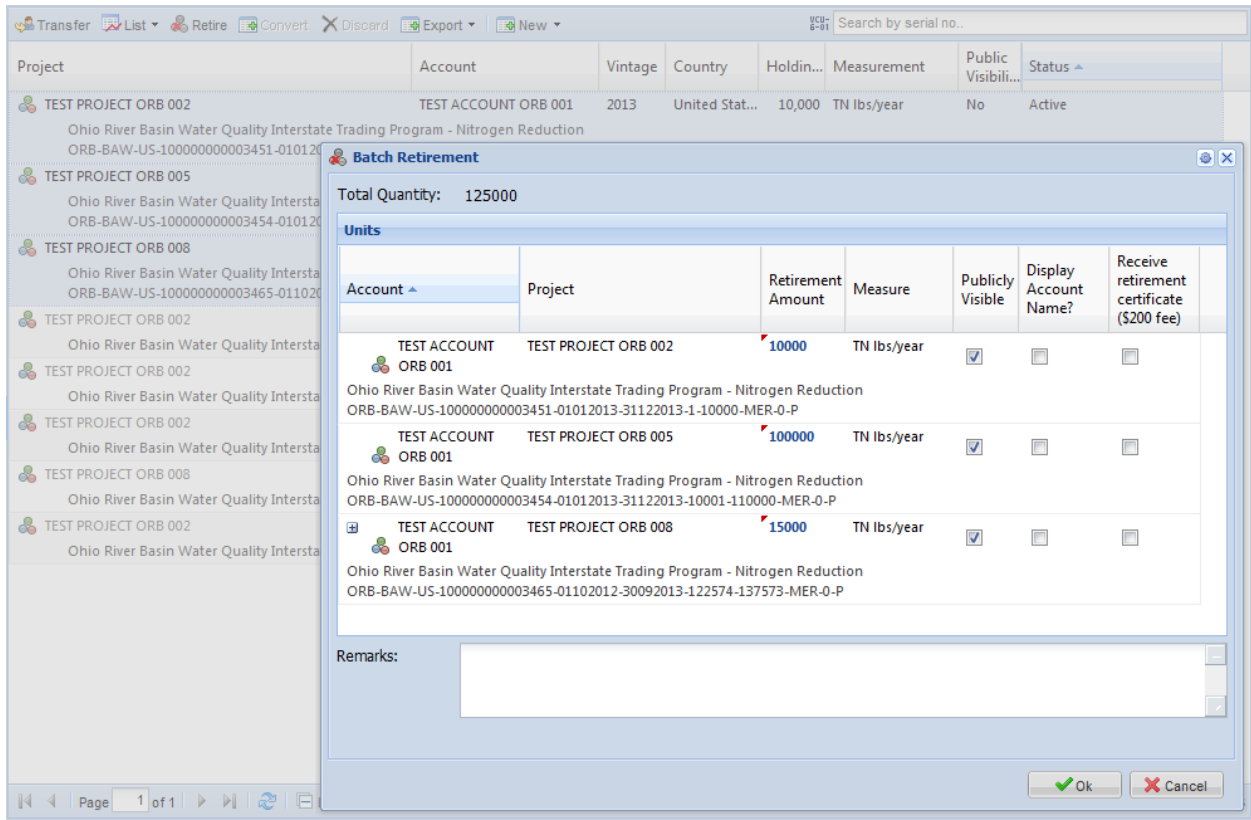 Transfer List Retire Convert Discard Export New Search by serial no..
Project Account Vintage Country Holdin... Measurement Public Visibili... Status
TEST PROJECT ORB 002 TEST ACCOUNT ORB 001 2013 United Stat... 10,000 TN lbs/year No Active
Ohio River Basin Water Quality Interstate Trading Program - Nitrogen Reduction
ORB-BAW-US-100000000003451-010120
TEST PROJECT ORB 005
Ohio River Basin Water Quality Intersta
ORB-BAW-US-100000000003454-010120
TEST PROJECT ORB 008
Ohio River Basin Water Quality Intersta
ORB-BAW-US-100000000003465-011020
TEST PROJECT ORB 002
Ohio River Basin Water Quality Intersta
TEST PROJECT ORB 002
Ohio River Basin Water Quality Intersta
TEST PROJECT ORB 002
Ohio River Basin Water Quality Intersta
TEST PROJECT ORB 008
Ohio River Basin Water Quality Intersta
TEST PROJECT ORB 002
Ohio River Basin Water Quality Intersta
Page 1 of 1
Batch Retirement
Total Quantity: 125000
Units
Account Project Retirement Amount Measure Publicly Visible Display Account Name? Receive retirement certificate ($200 fee)
TEST ACCOUNT TEST PROJECT ORB 002 10000 TN lbs/year
ORB 001
Ohio River Basin Water Quality Interstate Trading Program - Nitrogen Reduction
ORB-BAW-US-100000000003451-01012013-31122013-1-10000-MER-0-P
TEST ACCOUNT TEST PROJECT ORB 005 100000 TN lbs/year
ORB 001
Ohio River Basin Water Quality Interstate Trading Program - Nitrogen Reduction
ORB-BAW-US-100000000003454-01012013-31122013-10001-110000-MER-0-P
TEST ACCOUNT TEST PROJECT ORB 008 15000 TN lbs/year
ORB 001
Ohio River Basin Water Quality Interstate Trading Program - Nitrogen Reduction
ORB-BAW-US-100000000003465-01102012-30092013-122574-137573-MER-0-P
Remarks:
Ok Cancel